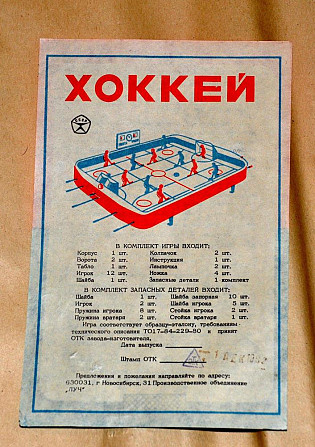 ХОККЕЙ
СССР
В КОМПЛЕКТ ИГРЫ ВХОДИТ:
Корпус 1 шт. Колпачок 2 шт.
Ворота 2 шт. Инструкция 1 шт.
Табло 1 шт. Лампочка 2 шт.
Игрок 12 шт. Ножка 4 шт.
Шайба 1 шт. Запасные детали 1 комплект
В КОМПЛЕКТ ЗАПАСНЫХ ДЕТАЛЕЙ ВХОДИТ:
Шайба 1 шт. Шайба запорная 10 шт.
Игрок 2 шт. Шайба игрока 5 шт.
Пружина игрока 8 шт. Стойка игрока 2 шт.
Пружина вратаря 2 шт. Стойка вратаря 1 шт.
Игра соответствует образцу-эталону, требованиям
технического описания ТО17-84-229-80 и принят
ОТК завода-изготовителя.
Дата выпуска
Штамп ОТК
Предложения и пожелания направляйте по адресу:
630031, г Новосибирск, 31 Производственное объединение
"ЛУЧ"